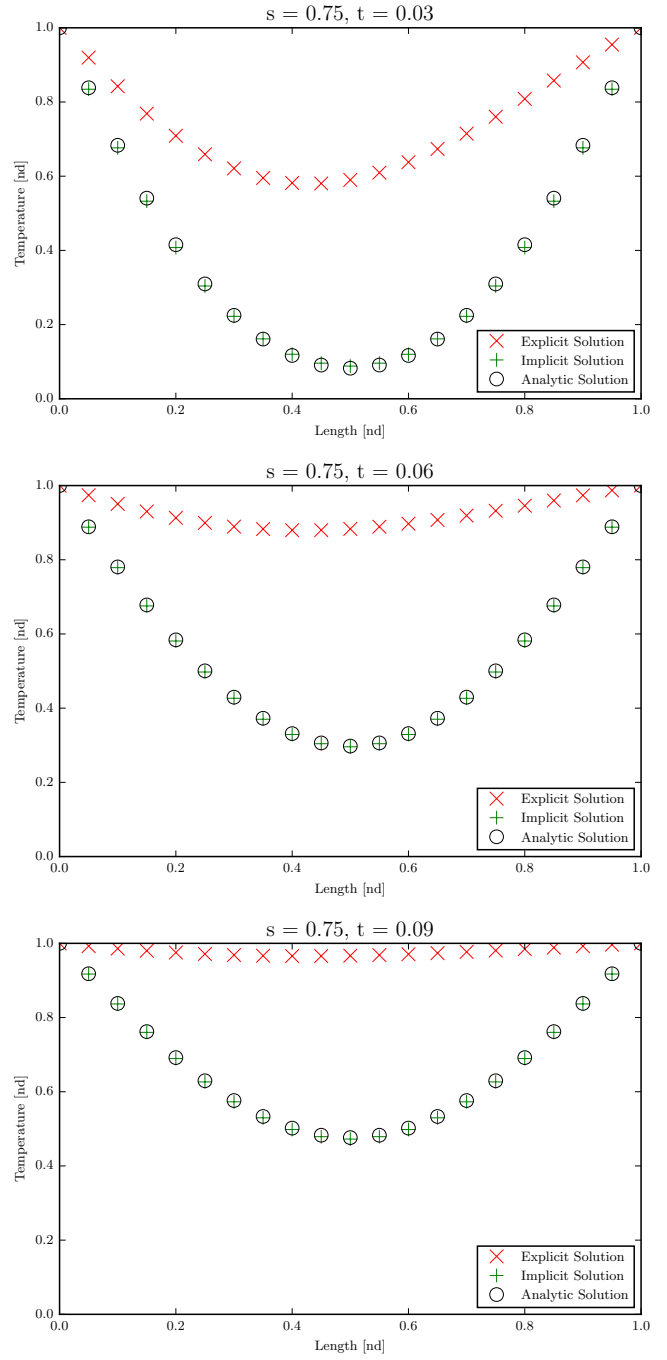 s = 0.75, t = 0.03
1.0
0.8
0.6
0.4
0.2
0.0
Temperature [nd]
Explicit Solution
Implicit Solution
Analytic Solution
0.0 0.2 0.4 0.6 0.8 1.0
Length [nd]
s = 0.75, t = 0.06
1.0
0.8
0.6
0.4
0.2
0.0
Temperature [nd]
Explicit Solution
Implicit Solution
Analytic Solution
0.0 0.2 0.4 0.6 0.8 1.0
Length [nd]
s = 0.75, t = 0.09
1.0
0.8
0.6
0.4
0.2
0.0
Temperature [nd]
Explicit Solution
Implicit Solution
Analytic Solution
0.0 0.2 0.4 0.6 0.8 1.0
Length [nd]